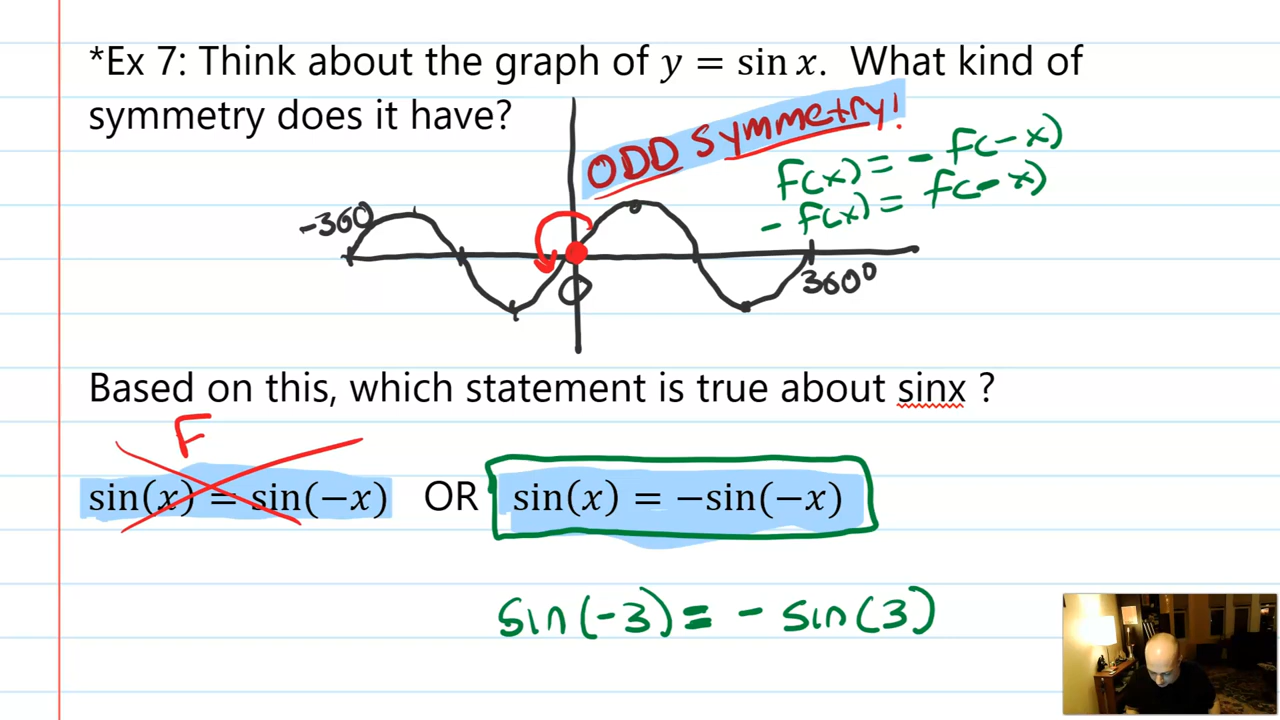 *Ex 7: Think about the graph of y = sin x. What kind of
symmetry does it have?
ODD Symmetry!
f(x) = - f(-x)
- f(x) = f(-x)
-360
0
360°
Based on this, which statement is true about sinx ?
F
sin(x) = sin(−x) OR sin(x) = −sin(−x)
sin(-3) = - sin(3)